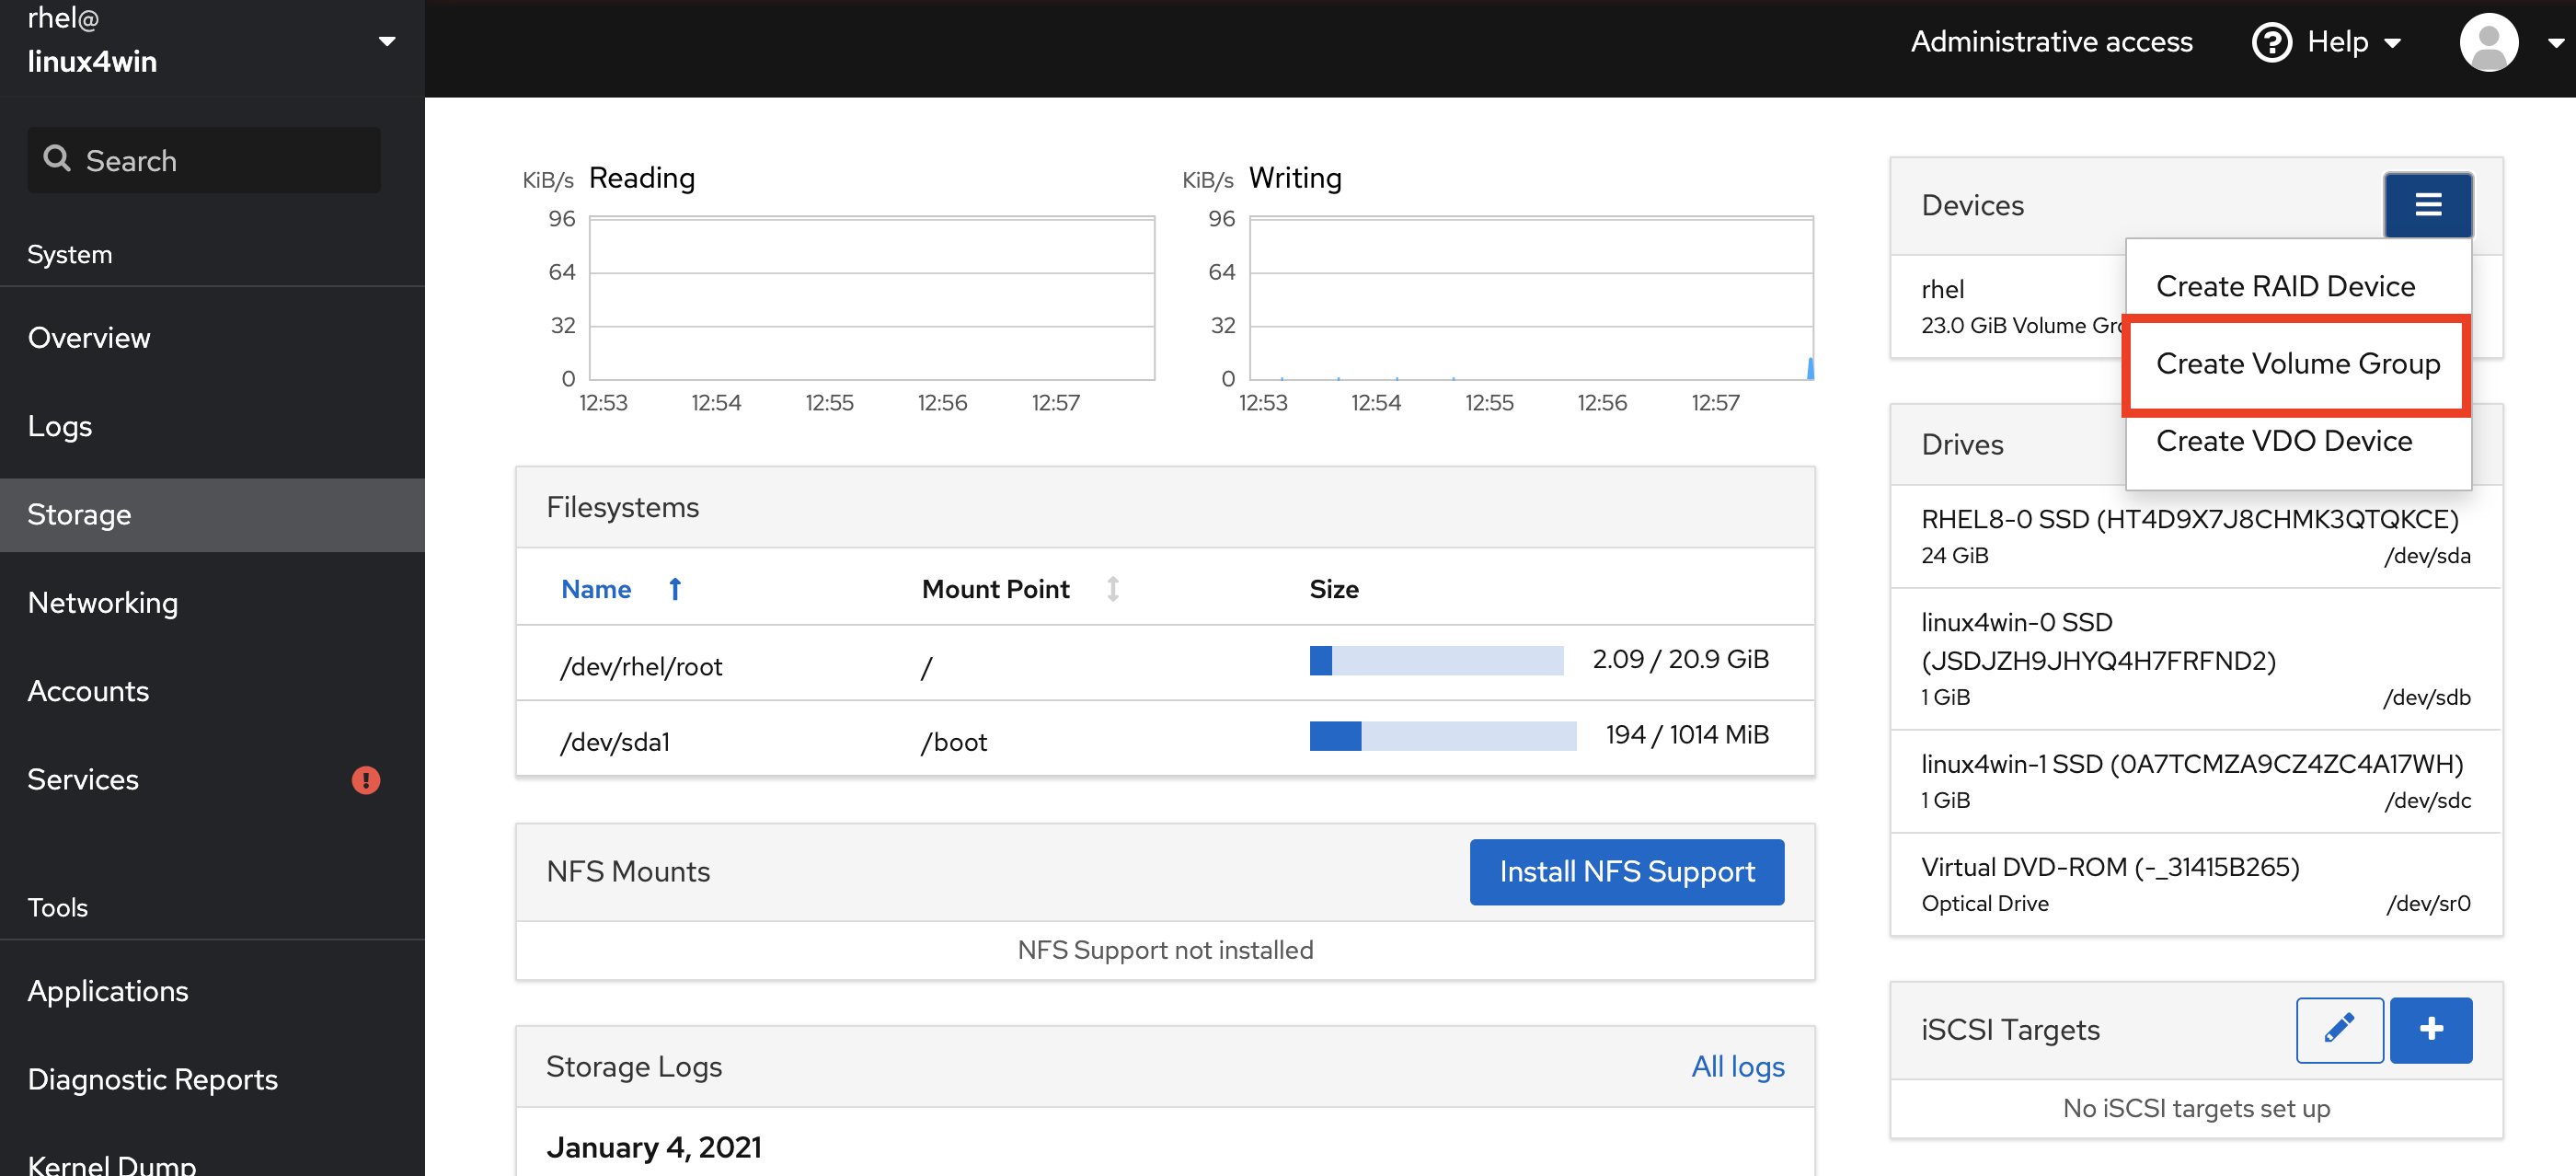 rhel@
linux4win
Administrative access
Help
Search
System
Overview
Logs
Storage
Networking
Accounts
Services
Tools
Applications
Diagnostic Reports
Kernel Dump
KiB/s Reading
96
64
32
0
12:53 12:54 12:55 12:56 12:57
KiB/s Writing
96
64
32
0
12:53 12:54 12:55 12:56 12:57
Filesystems
Name Mount Point Size
/dev/rhel/root / 2.09 / 20.9 GiB
/dev/sda1 /boot 194 / 1014 MiB
NFS Mounts Install NFS Support
NFS Support not installed
Storage Logs All logs
January 4, 2021
Devices
rhel
23.0 GiB Volume
Create RAID Device
Create Volume Group
Create VDO Device
Drives
RHEL8-0 SSD (HT4D9X7J8CHMK3QTQKCE)
24 GiB /dev/sda
linux4win-0 SSD
(JSDJZH9JHYQ4H7FRFND2)
1 GiB /dev/sdb
linux4win-1 SSD (0A7TCMZA9CZ4ZC4A17WH)
1 GiB /dev/sdc
Virtual DVD-ROM (-_31415B265)
Optical Drive /dev/sr0
iSCSI Targets
No iSCSI targets set up